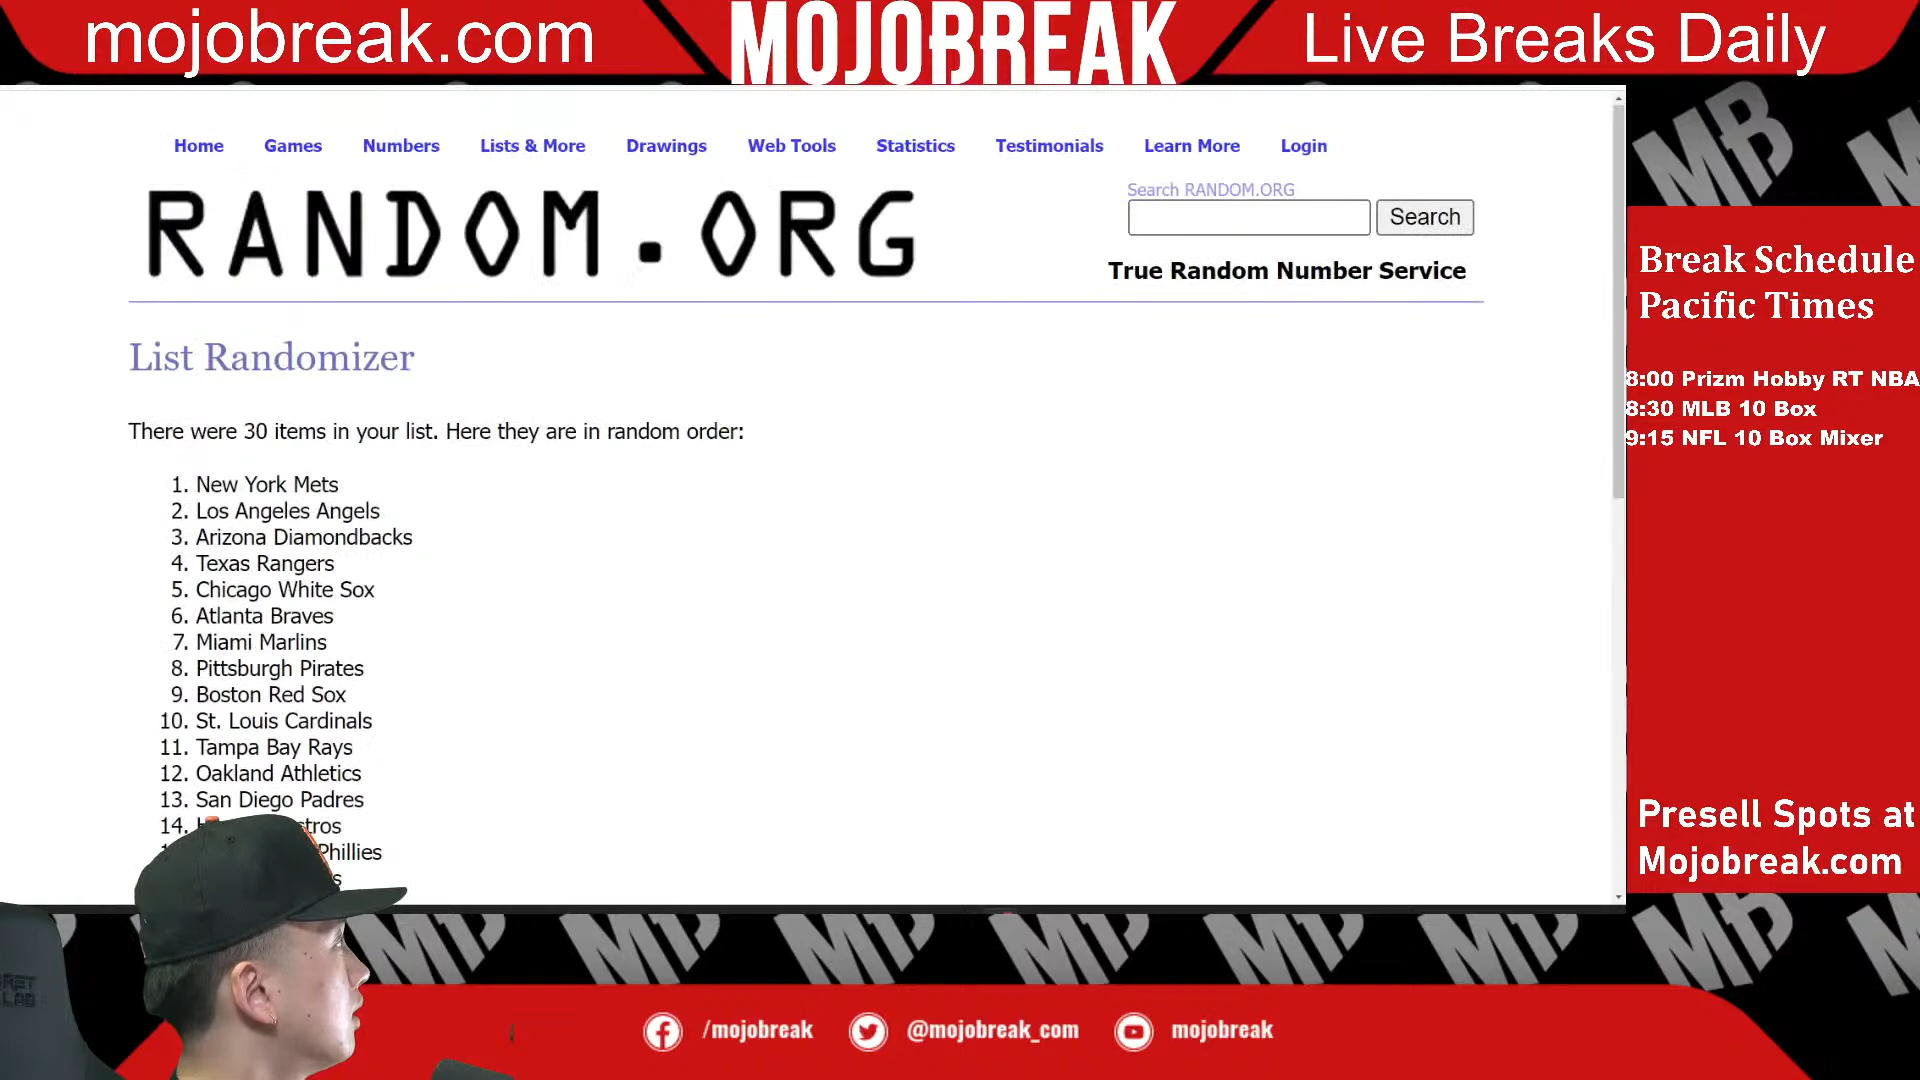 mojobreak.com
MOJOBREAK
Live Breaks Daily
Home Games Numbers Lists & More Drawings Web Tools Statistics Testimonials Learn More Login
RANDOM.ORG
Search RANDOM.ORG
Search
True Random Number Service
List Randomizer
There were 30 items in your list. Here they are in random order:
1. New York Mets
2. Los Angeles Angels
3. Arizona Diamondbacks
4. Texas Rangers
5. Chicago White Sox
6. Atlanta Braves
7. Miami Marlins
8. Pittsburgh Pirates
9. Boston Red Sox
10. St. Louis Cardinals
11. Tampa Bay Rays
12. Oakland Athletics
13. San Diego Padres
14.
Phillies
MB
Break Schedule
Pacific Times
8:00 Prizm Hobby RT NBA
8:30 MLB 10 Box
9:15 NFL 10 Box Mixer
Presell Spots at
Mojobreak.com
/mojobreak @mojobreak_com mojobreak